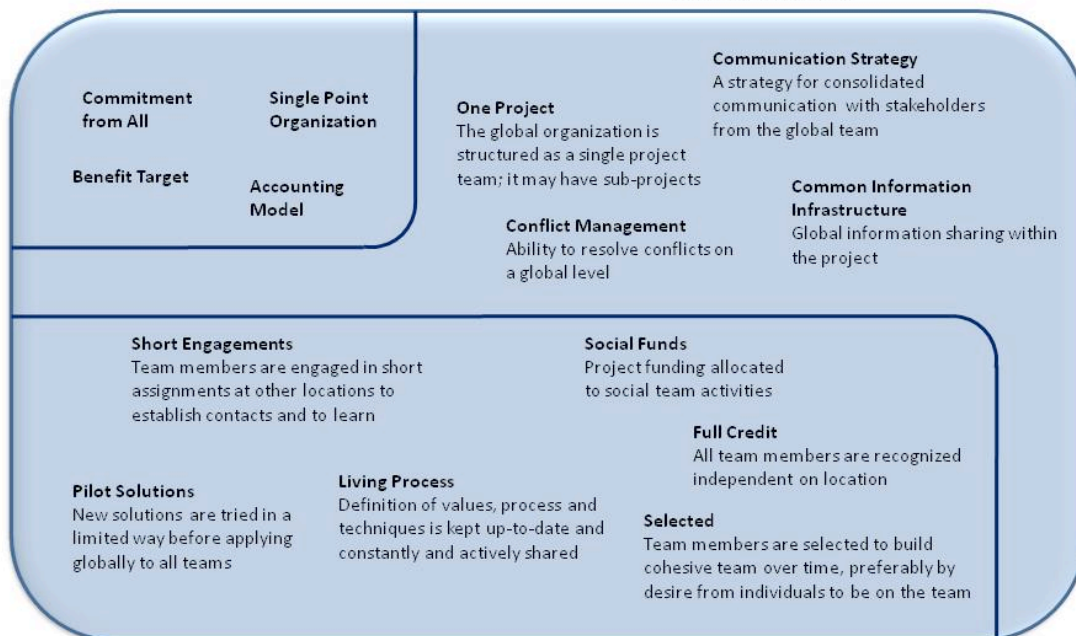 Commitment
from All
Single Point
Organization
Benefit Target
Accounting
Model
Communication Strategy
A strategy for consolidated
communication with stakeholders
from the global team
One Project
The global organization is
structured as a single project
team; it may have sub-projects
Common Information
Infrastructure
Global information sharing within
the project
Conflict Management
Ability to resolve conflicts on
a global level
Short Engagements
Team members are engaged in short
assignments at other locations to
establish contacts and to learn
Social Funds
Project funding allocated
to social team activities
Full Credit
All team members are recognized
independent on location
Pilot Solutions
New solutions are tried in a
limited way before applying
globally to all teams
Living Process
Definition of values, process and
techniques is kept up-to-date and
constantly and actively shared
Selected
Team members are selected to build
cohesive team over time, preferably by
desire from individuals to be on the team